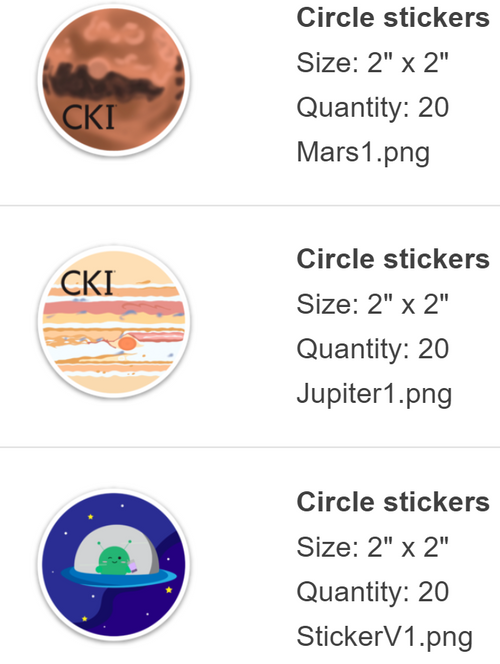 Circle stickers
Size: 2" x 2"
Quantity: 20
Mars1.png
CKI
Circle stickers
Size: 2" x 2"
Quantity: 20
Jupiter1.png
CKI
Circle stickers
Size: 2" x 2"
Quantity: 20
StickerV1.png